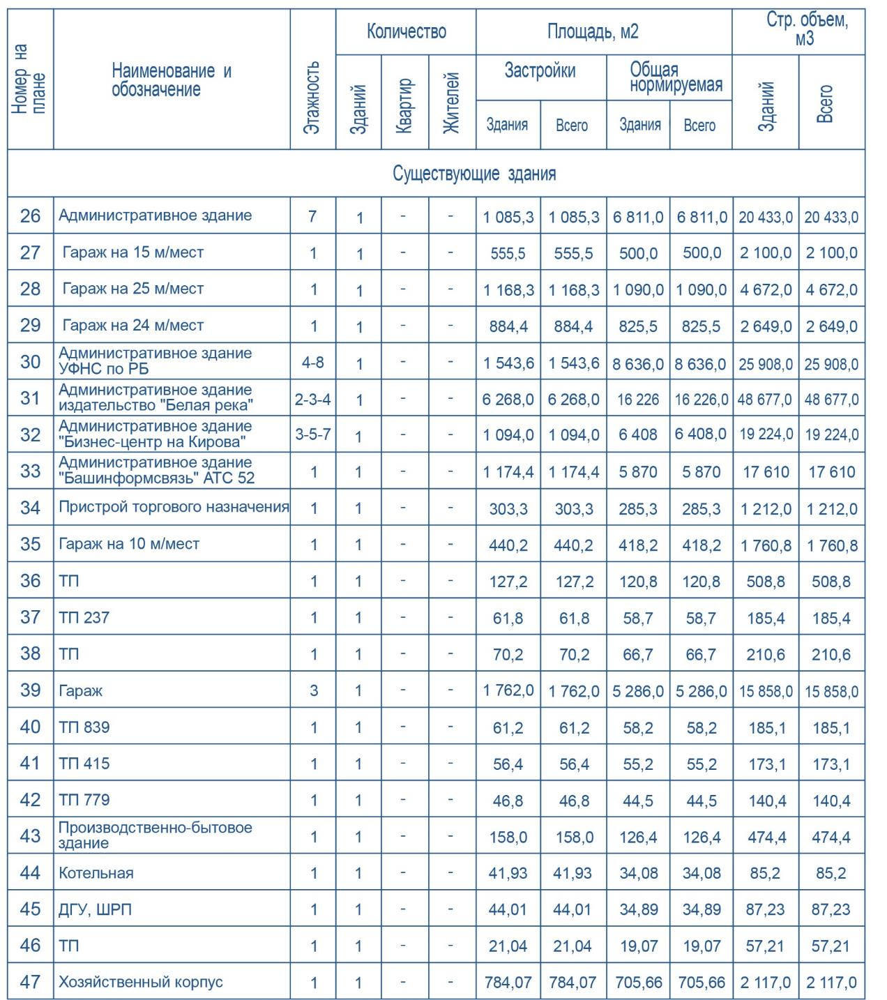 Номер на плане
Наименование и
обозначение
Этажность
Количество
Зданий
Квартир
Жителей
Площадь, м2
Застройки
Здания
Всего
Общая
нормируемая
Здания
Всего
Стр. объем,
м3
Зданий
Всего
Существующие здания
26 Административное здание 7 1 - - 1 085,3 1 085,3 6 811,0 6 811,0 20 433,0 20 433,0
27 Гараж на 15 м/мест 1 1 - - 555,5 555,5 500,0 500,0 2 100,0 2 100,0
28 Гараж на 25 м/мест 1 1 - - 1 168,3 1 168,3 1 090,0 1 090,0 4 672,0 4 672,0
29 Гараж на 24 м/мест 1 1 - - 884,4 884,4 825,5 825,5 2 649,0 2 649,0
30 Административное здание
УФНС по РБ 4-8 1 - - 1 543,6 1 543,6 8 636,0 8 636,0 25 908,0 25 908,0
31 Административное здание
издательство "Белая река" 2-3-4 1 - - 6 268,0 6 268,0 16 226 16 226,0 48 677,0 48 677,0
32 Административное здание
"Бизнес-центр на Кирова" 3-5-7 1 - - 1 094,0 1 094,0 6 408 6 408,0 19 224,0 19 224,0
33 Административное здание
"Башинформсвязь" АТС 52 1 1 - - 1 174,4 1 174,4 5 870 5 870 17 610 17 610
34 Пристрой торгового назначения 1 1 - - 303,3 303,3 285,3 285,3 1 212,0 1 212,0
35 Гараж на 10 м/мест 1 1 - - 440,2 440,2 418,2 418,2 1 760,8 1 760,8
36 ТП 1 1 - - 127,2 127,2 120,8 120,8 508,8 508,8
37 ТП 237 1 1 - - 61,8 61,8 58,7 58,7 185,4 185,4
38 ТП 1 1 - - 70,2 70,2 66,7 66,7 210,6 210,6
39 Гараж 3 1 - - 1 762,0 1 762,0 5 286,0 5 286,0 15 858,0 15 858,0
40 ТП 839 1 1 - - 61,2 61,2 58,2 58,2 185,1 185,1
41 ТП 415 1 1 - - 56,4 56,4 55,2 55,2 173,1 173,1
42 ТП 779 1 1 - - 46,8 46,8 44,5 44,5 140,4 140,4
43 Производственно-бытовое
здание 1 1 - - 158,0 158,0 126,4 126,4 474,4 474,4
44 Котельная 1 1 - - 41,93 41,93 34,08 34,08 85,2 85,2
45 ДГУ, ШРП 1 1 - - 44,01 44,01 34,89 34,89 87,23 87,23
46 ТП 1 1 - - 21,04 21,04 19,07 19,07 57,21 57,21
47 Хозяйственный корпус 1 1 - - 784,07 784,07 705,66 705,66 2 117,0 2 117,0